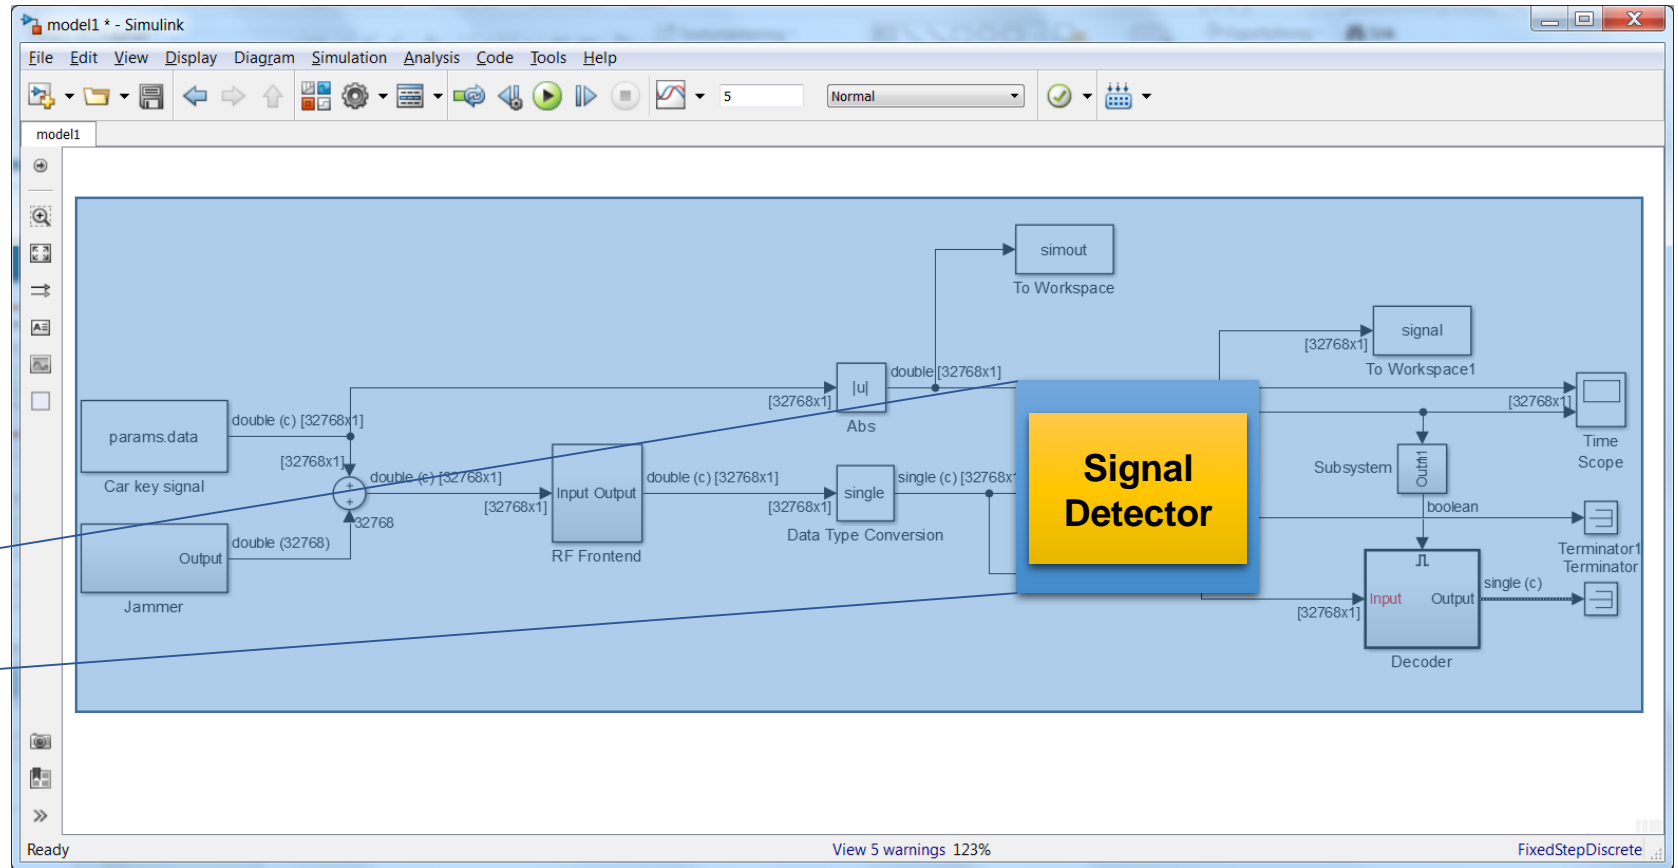 model1 * - Simulink
File Edit View Display Diagram Simulation Analysis Code Tools Help
5 Normal
model1
simout
To Workspace
signal
[32768x1]
To Workspace1
|u|
double [32768x1]
[32768x1]
Abs
[32768x1]
Time
Scope
params.data
double (c) [32768x1]
Car key signal
[32768x1]
+
+
double (c) [32768x1]
[32768x1]
32768
Input Output
double (c) [32768x1]
RF Frontend
[32768x1]
single
single (c) [32768x1
Data Type Conversion
Signal
Detector
Subsystem
boolean
Output
double (32768)
Jammer
Terminator1
Terminator
Input Output
single (c)
[32768x1]
Decoder
Ready
View 5 warnings 123%
FixedStepDiscrete